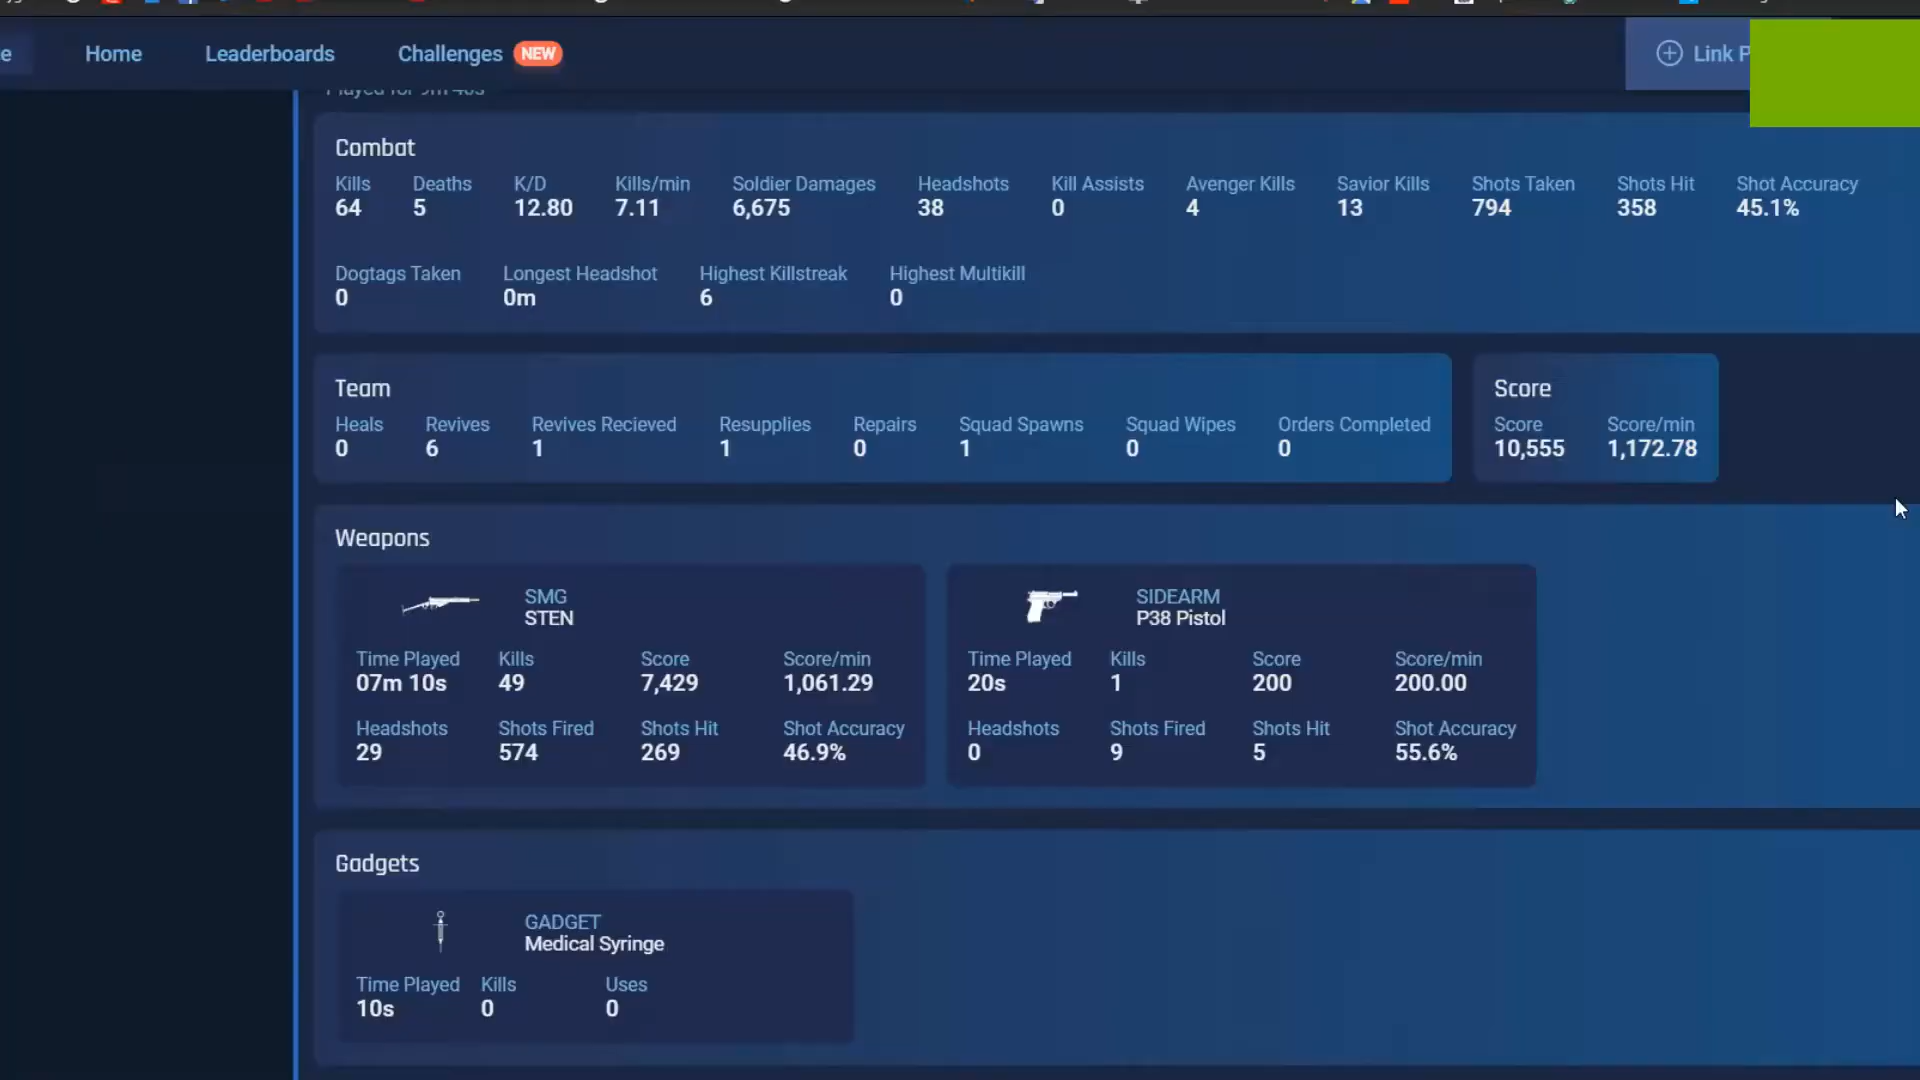 Home Leaderboards Challenges NEW Link P
Combat
Kills Deaths K/D Kills/min Soldier Damages Headshots Kill Assists Avenger Kills Savior Kills Shots Taken Shots Hit Shot Accuracy
64 5 12.80 7.11 6,675 38 0 4 13 794 358 45.1%
Dogtags Taken Longest Headshot Highest Killstreak Highest Multikill
0 0m 6 0
Team
Heals Revives Revives Recieved Resupplies Repairs Squad Spawns Squad Wipes Orders Completed
0 6 1 1 0 1 0 0
Score
Score Score/min
10,555 1,172.78
Weapons
SMG
STEN
Time Played Kills Score Score/min
07m 10s 49 7,429 1,061.29
Headshots Shots Fired Shots Hit Shot Accuracy
29 574 269 46.9%
SIDEARM
P38 Pistol
Time Played Kills Score Score/min
20s 1 200 200.00
Headshots Shots Fired Shots Hit Shot Accuracy
0 9 5 55.6%
Gadgets
GADGET
Medical Syringe
Time Played Kills Uses
10s 0 0